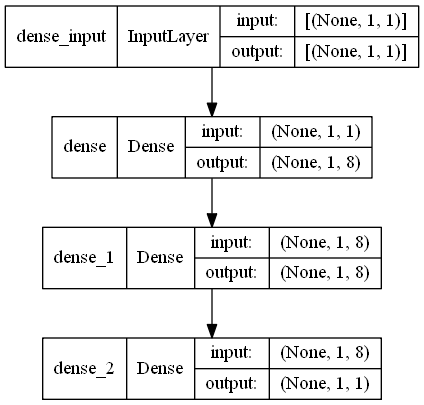 dense_input InputLayer input: [(None, 1, 1)]
output: [(None, 1, 1)]
dense Dense input: (None, 1, 1)
output: (None, 1, 8)
dense_1 Dense input: (None, 1, 8)
output: (None, 1, 8)
dense_2 Dense input: (None, 1, 8)
output: (None, 1, 1)